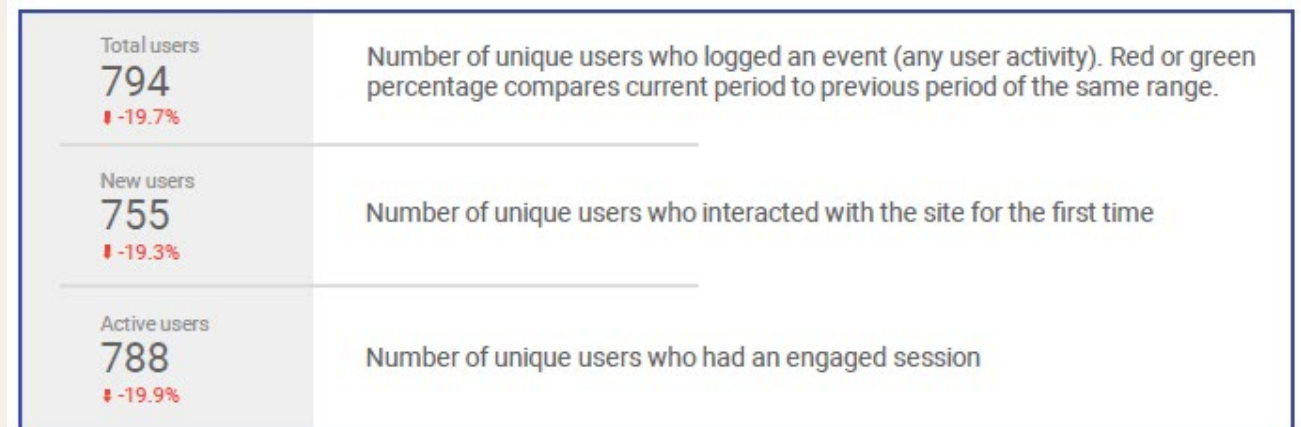 Total users
794
-19.7%
Number of unique users who logged an event (any user activity). Red or green
percentage compares current period to previous period of the same range.
New users
755
-19.3%
Number of unique users who interacted with the site for the first time
Active users
788
-19.9%
Number of unique users who had an engaged session